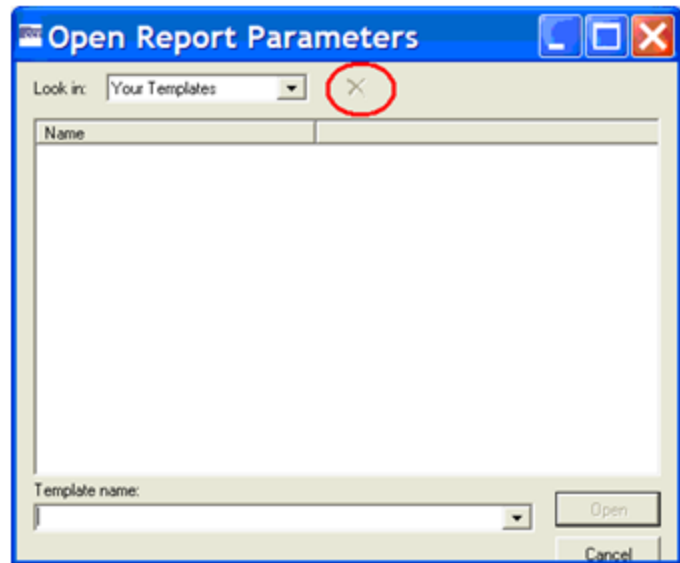 Open Report Parameters
Look in: Your Templates
Name
Template name:
Open
Cancel